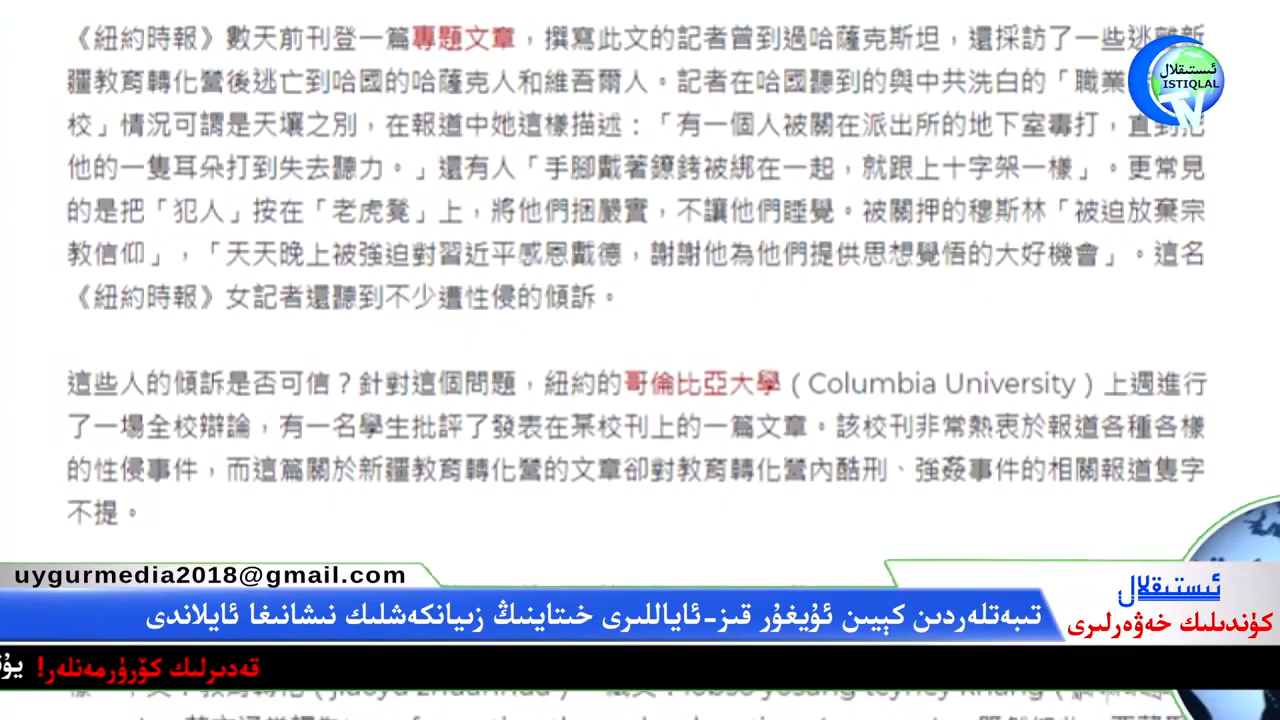 《紐約時報》數天前刊登一篇專題文章，撰寫此文的記者曾到過哈薩克斯坦，還採訪了一些逃離新
疆教育轉化營後逃亡到哈國的哈薩克人和維吾爾人。記者在哈國聽到的與中共洗白的「職業
校」情況可謂是天壤之別，在報道中她這樣描述：「有一個人被關在派出所的地下室毒打，直到把
他的一隻耳朵打到失去聽力。」還有人「手腳戴著鐐銬被綁在一起，就跟上十字架一樣」。更常見
的是把「犯人」按在「老虎凳」上，將他們捆嚴實，不讓他們睡覺。被關押的穆斯林「被迫放棄宗
教信仰」，「天天晚上被強迫對習近平感恩戴德，謝謝他為他們提供思想覺悟的大好機會」。這名
《紐約時報》女記者還聽到不少遭性侵的傾訴。
這些人的傾訴是否可信？針對這個問題，紐約的哥倫比亞大學（Columbia University）上週進行
了一場全校辯論，有一名學生批評了發表在某校刊上的一篇文章。該校刊非常熱衷於報道各種各樣
的性侵事件，而這篇關於新疆教育轉化營的文章卻對教育轉化營內酷刑、強姦事件的相關報道隻字
不提。
ئىستىقلال
ISTIQLAL
TV
uygurmedia2018@gmail.com
ئىستىقلال
كۈندىلىك خەۋەرلىرى
تىبەتلەردىن كېيىن ئۇيغۇر قىز-ئاياللىرى خىتاينىڭ زىيانكەشلىك نىشانىغا ئايلاندى
قەدىرلىك كۆرۈرمەنلەر!